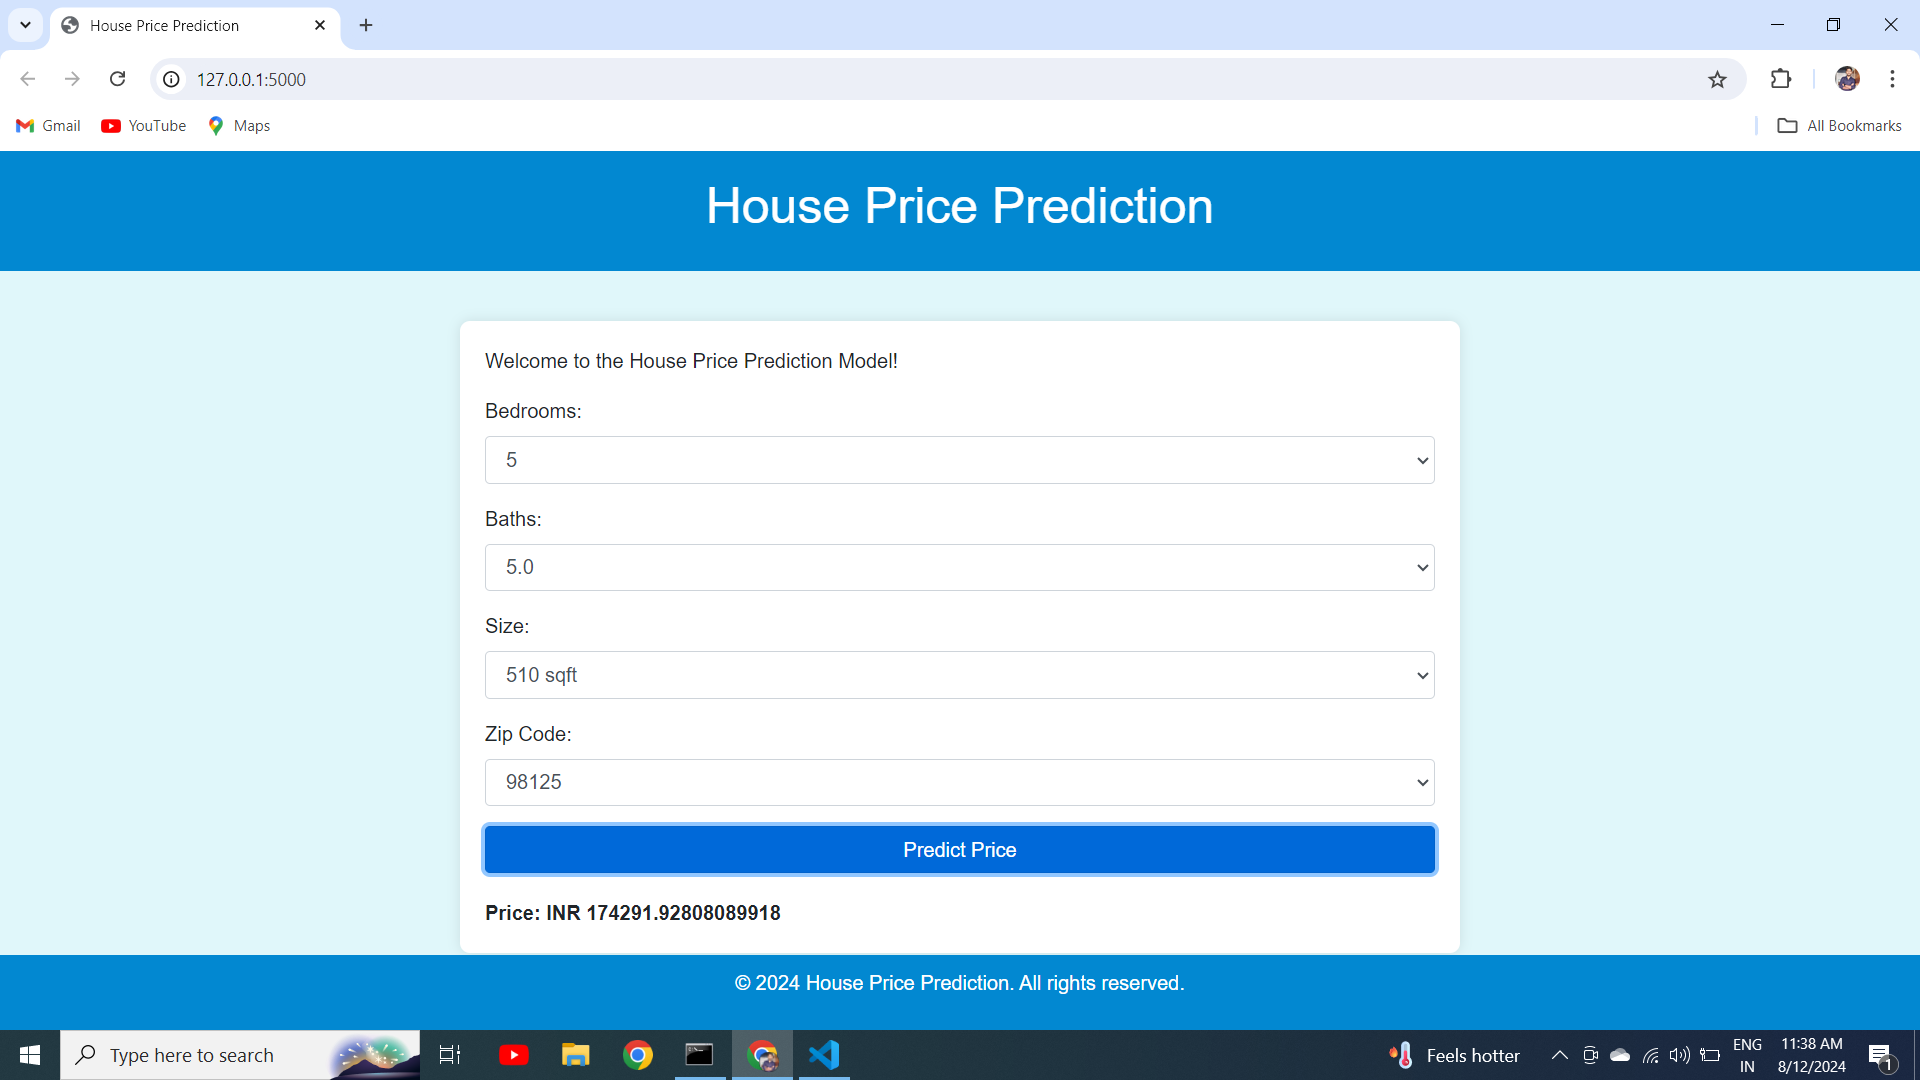 House Price Prediction
127.0.0.1:5000
Gmail YouTube Maps All Bookmarks
House Price Prediction
Welcome to the House Price Prediction Model!
Bedrooms:
5
Baths:
5.0
Size:
510 sqft
Zip Code:
98125
Predict Price
Price: INR 174291.92808089918
© 2024 House Price Prediction. All rights reserved.
Type here to search Feels hotter ENG 11:38 AM
IN 8/12/2024 1